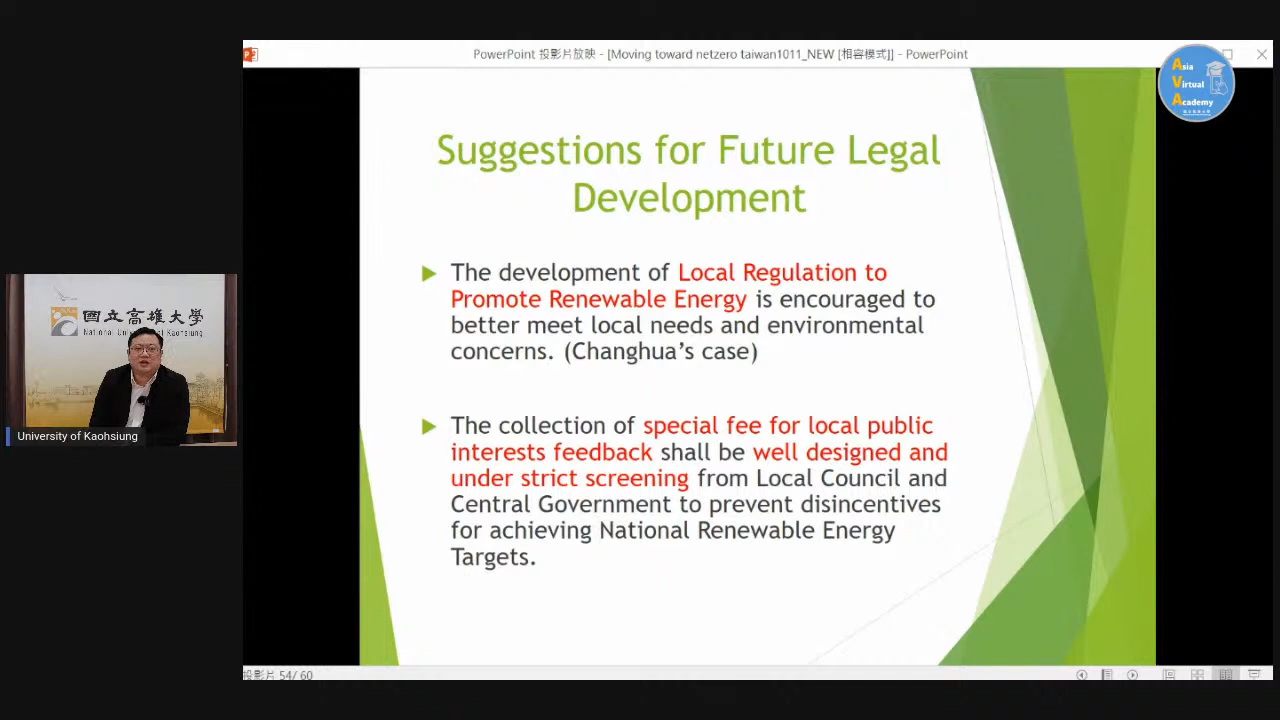 PowerPoint 投影片放映 - [Moving toward netzero taiwan1011_NEW [相容模式]] - PowerPoint
Asia
Virtual
Academy
Suggestions for Future Legal
Development
The development of Local Regulation to
Promote Renewable Energy is encouraged to
better meet local needs and environmental
concerns. (Changhua's case)
The collection of special fee for local public
interests feedback shall be well designed and
under strict screening from Local Council and
Central Government to prevent disincentives
for achieving National Renewable Energy
Targets.
國立高雄大學
National University of Kaohsiung
University of Kaohsiung
投影片 54/ 60